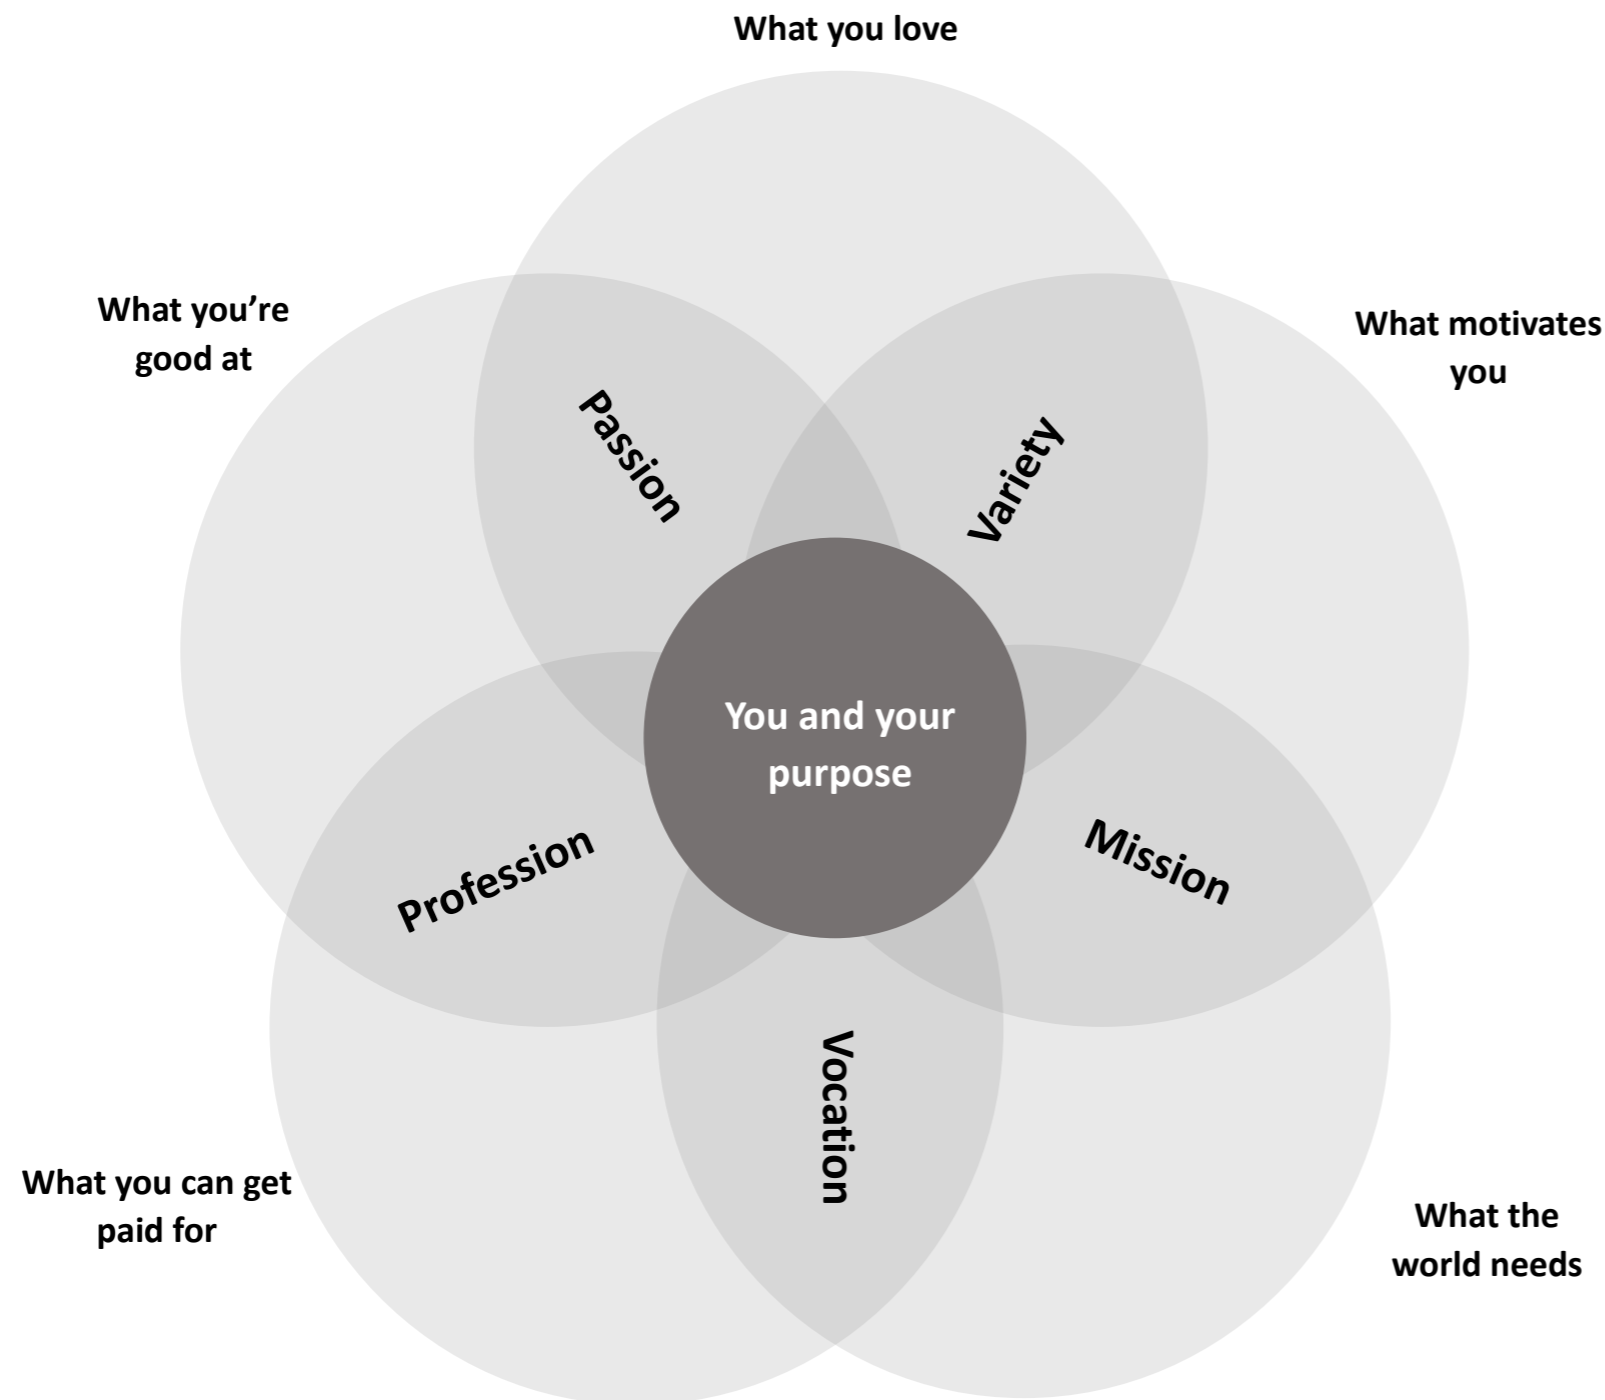 What you love
What you're
good at
What motivates
you
Passion
Variety
You and your
purpose
Profession
Mission
Vocation
What you can get
paid for
What the
world needs